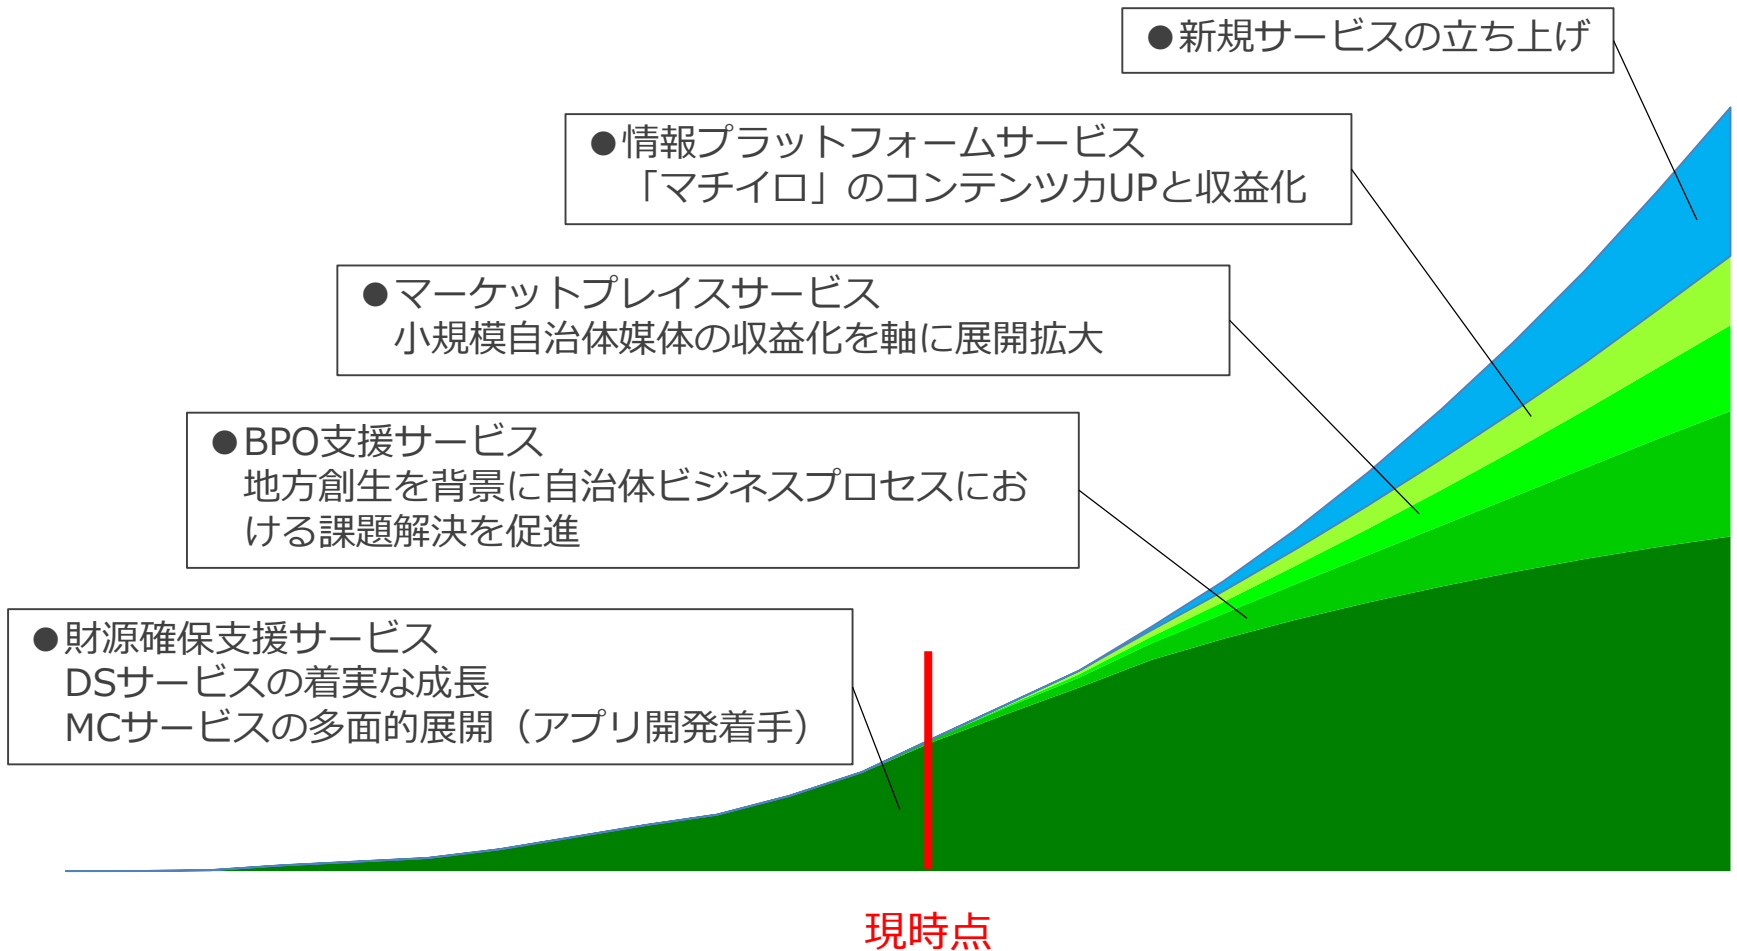 ●新規サービスの立ち上げ
●情報プラットフォームサービス
「マチイロ」のコンテンツ力UPと収益化
●マーケットプレイスサービス
小規模自治体媒体の収益化を軸に展開拡大
●BPO支援サービス
地方創生を背景に自治体ビジネスプロセスにお
ける課題解決を促進
●財源確保支援サービス
DSサービスの着実な成長
MCサービスの多面的展開（アプリ開発着手）
現時点